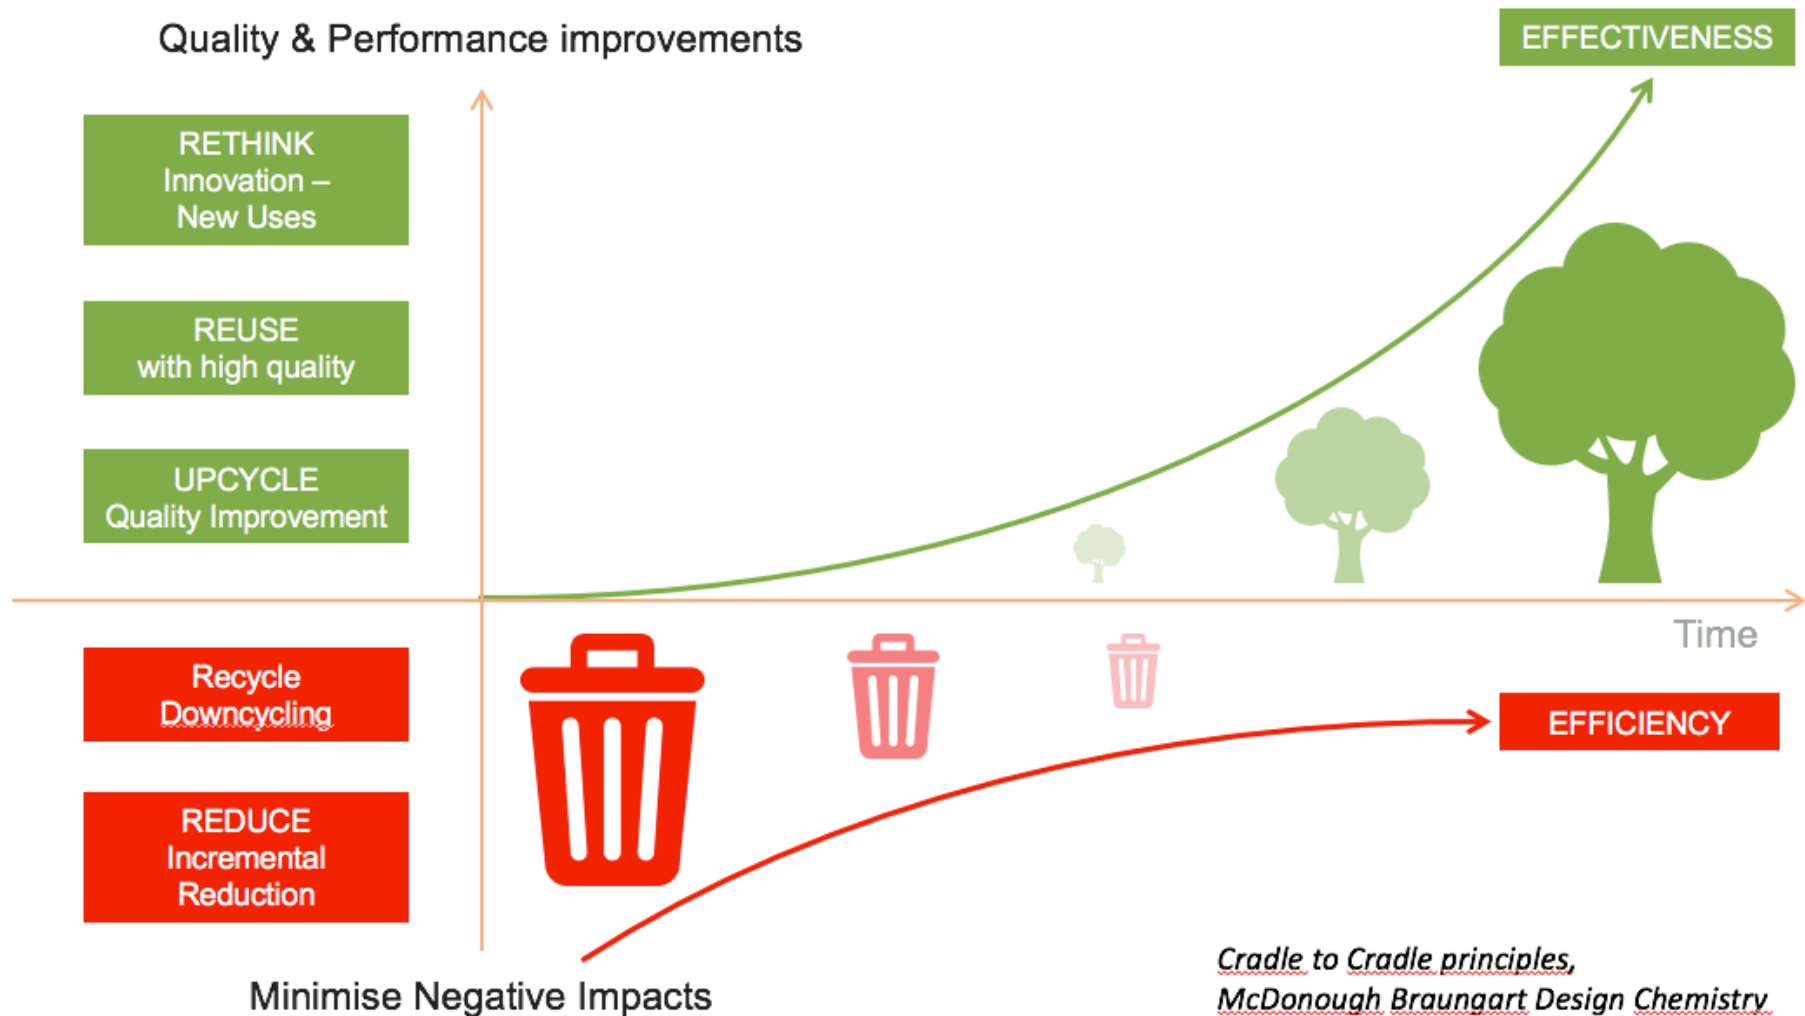 Quality & Performance improvements
EFFECTIVENESS
RETHINK
Innovation –
New Uses
REUSE
with high quality
UPCYCLE
Quality Improvement
Time
Recycle
Downcycling
EFFICIENCY
REDUCE
Incremental
Reduction
Minimise Negative Impacts
Cradle to Cradle principles,
McDonough Braungart Design Chemistry